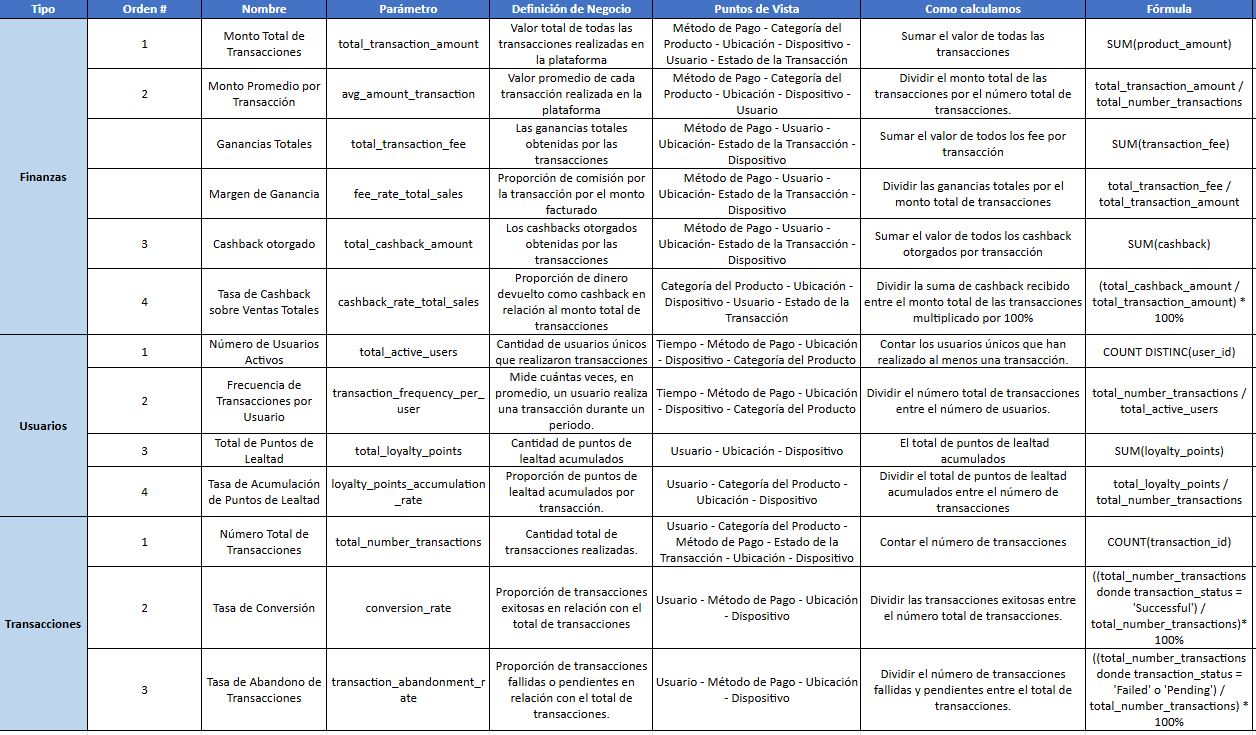 Tipo
Orden #
Nombre
Parámetro
Definición de Negocio
Puntos de Vista
Como calculamos
Fórmula
Finanzas
1
Monto Total de
Transacciones
total_transaction_amount
Valor total de todas las
transacciones realizadas en
la plataforma
Método de Pago - Categoría del
Producto - Ubicación - Dispositivo -
Usuario - Estado de la Transacción
Sumar el valor de todas las
transacciones
SUM(product_amount)
2
Monto Promedio por
Transacción
avg_amount_transaction
Valor promedio de cada
transacción realizada en la
plataforma
Método de Pago - Categoría del
Producto - Ubicación - Dispositivo -
Usuario
Dividir el monto total de las
transacciones por el número total de
transacciones.
total_transaction_amount /
total_number_transactions
Ganancias Totales
total_transaction_fee
Las ganancias totales
obtenidas por las
transacciones
Método de Pago - Usuario -
Ubicación- Estado de la Transacción -
Dispositivo
Sumar el valor de todos los fee por
transacción
SUM(transaction_fee)
Margen de Ganancia
fee_rate_total_sales
Proporción de comisión por
la transacción por el monto
facturado
Método de Pago - Usuario -
Ubicación- Estado de la Transacción -
Dispositivo
Dividir las ganancias totales por el
monto total de transacciones
total_transaction_fee /
total_transaction_amount
3
Cashback otorgado
total_cashback_amount
Los cashbacks otorgados
obtenidas por las
transacciones
Método de Pago - Usuario -
Ubicación- Estado de la Transacción -
Dispositivo
Sumar el valor de todos los cashback
otorgados por transacción
SUM(cashback)
4
Tasa de Cashback
sobre Ventas Totales
cashback_rate_total_sales
Proporción de dinero
devuelto como cashback en
relación al monto total de
transacciones
Categoría del Producto - Ubicación -
Dispositivo - Usuario - Estado de la
Transacción
Dividir la suma de cashback recibido
entre el monto total de las transacciones
multiplicado por 100%
(total_cashback_amount /
total_transaction_amount) *
100%
Usuarios
1
Número de Usuarios
Activos
total_active_users
Cantidad de usuarios únicos
que realizaron transacciones
Tiempo - Método de Pago - Ubicación
- Dispositivo - Categoría del Producto
Contar los usuarios únicos que han
realizado al menos una transacción.
COUNT DISTINC(user_id)
2
Frecuencia de
Transacciones por
Usuario
transaction_frequency_per_
user
Mide cuántas veces, en
promedio, un usuario realiza
una transacción durante un
periodo.
Tiempo - Método de Pago - Ubicación
- Dispositivo - Categoría del Producto
Dividir el número total de transacciones
entre el número de usuarios.
total_number_transactions /
total_active_users
3
Total de Puntos de
Lealtad
total_loyalty_points
Cantidad de puntos de
lealtad acumulados
Usuario - Ubicación - Dispositivo
El total de puntos de lealtad
acumulados
SUM(loyalty_points)
4
Tasa de Acumulación
de Puntos de Lealtad
loyalty_points_accumulation
_rate
Proporción de puntos de
lealtad acumulados por
transacción.
Usuario - Categoría del Producto -
Ubicación - Dispositivo
Dividir el total de puntos de lealtad
acumulados entre el número de
transacciones
total_loyalty_points /
total_number_transactions
Transacciones
1
Número Total de
Transacciones
total_number_transactions
Cantidad total de
transacciones realizadas.
Usuario - Categoría del Producto -
Método de Pago - Estado de la
Transacción - Ubicación - Dispositivo
Contar el número de transacciones
COUNT(transaction_id)
2
Tasa de Conversión
conversion_rate
Proporción de transacciones
exitosas en relación con el
total de transacciones
Usuario - Método de Pago - Ubicación
- Dispositivo
Dividir las transacciones exitosas entre
el número total de transacciones.
((total_number_transactions
donde transaction_status =
'Successful') /
total_number_transactions)*
100%
3
Tasa de Abandono de
Transacciones
transaction_abandonment_r
ate
Proporción de transacciones
fallidas o pendientes en
relación con el total de
transacciones.
Usuario - Método de Pago - Ubicación
- Dispositivo
Dividir el número de transacciones
fallidas y pendientes entre el total de
transacciones.
((total_number_transactions
donde transaction_status =
'Failed' o 'Pending') /
total_number_transactions) *
100%